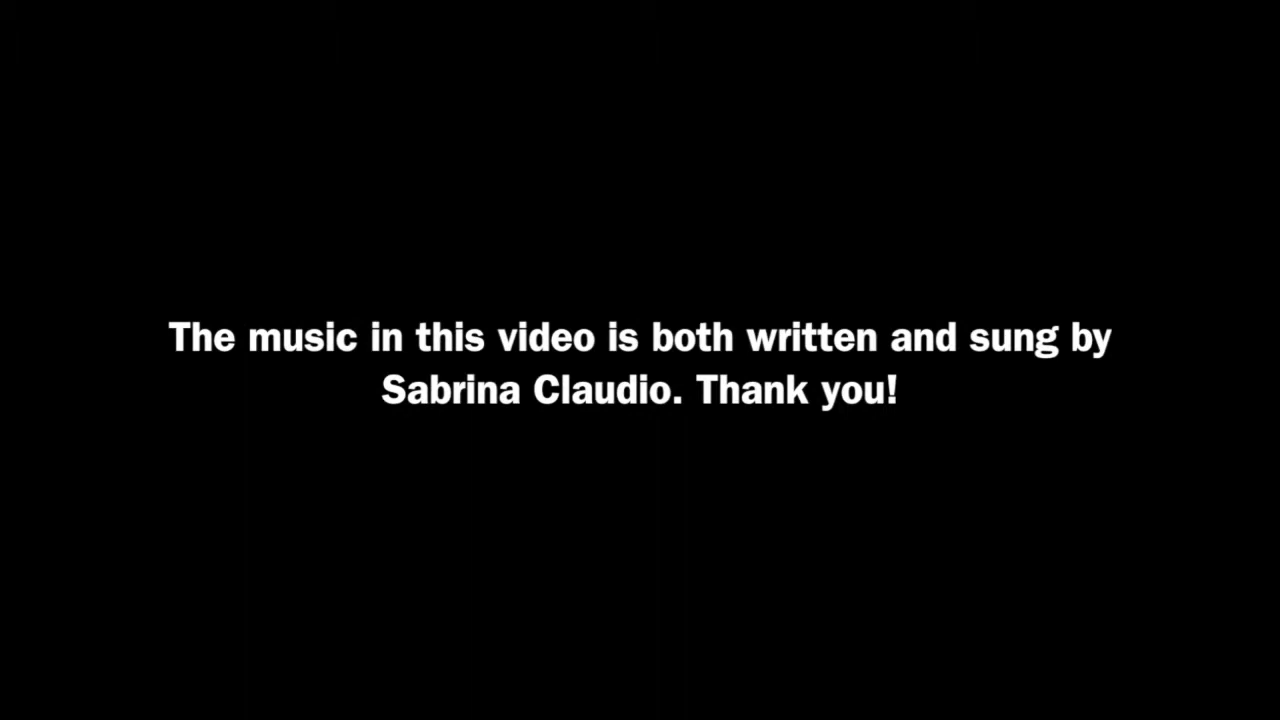 The music in this video is both written and sung by
Sabrina Claudio. Thank you!